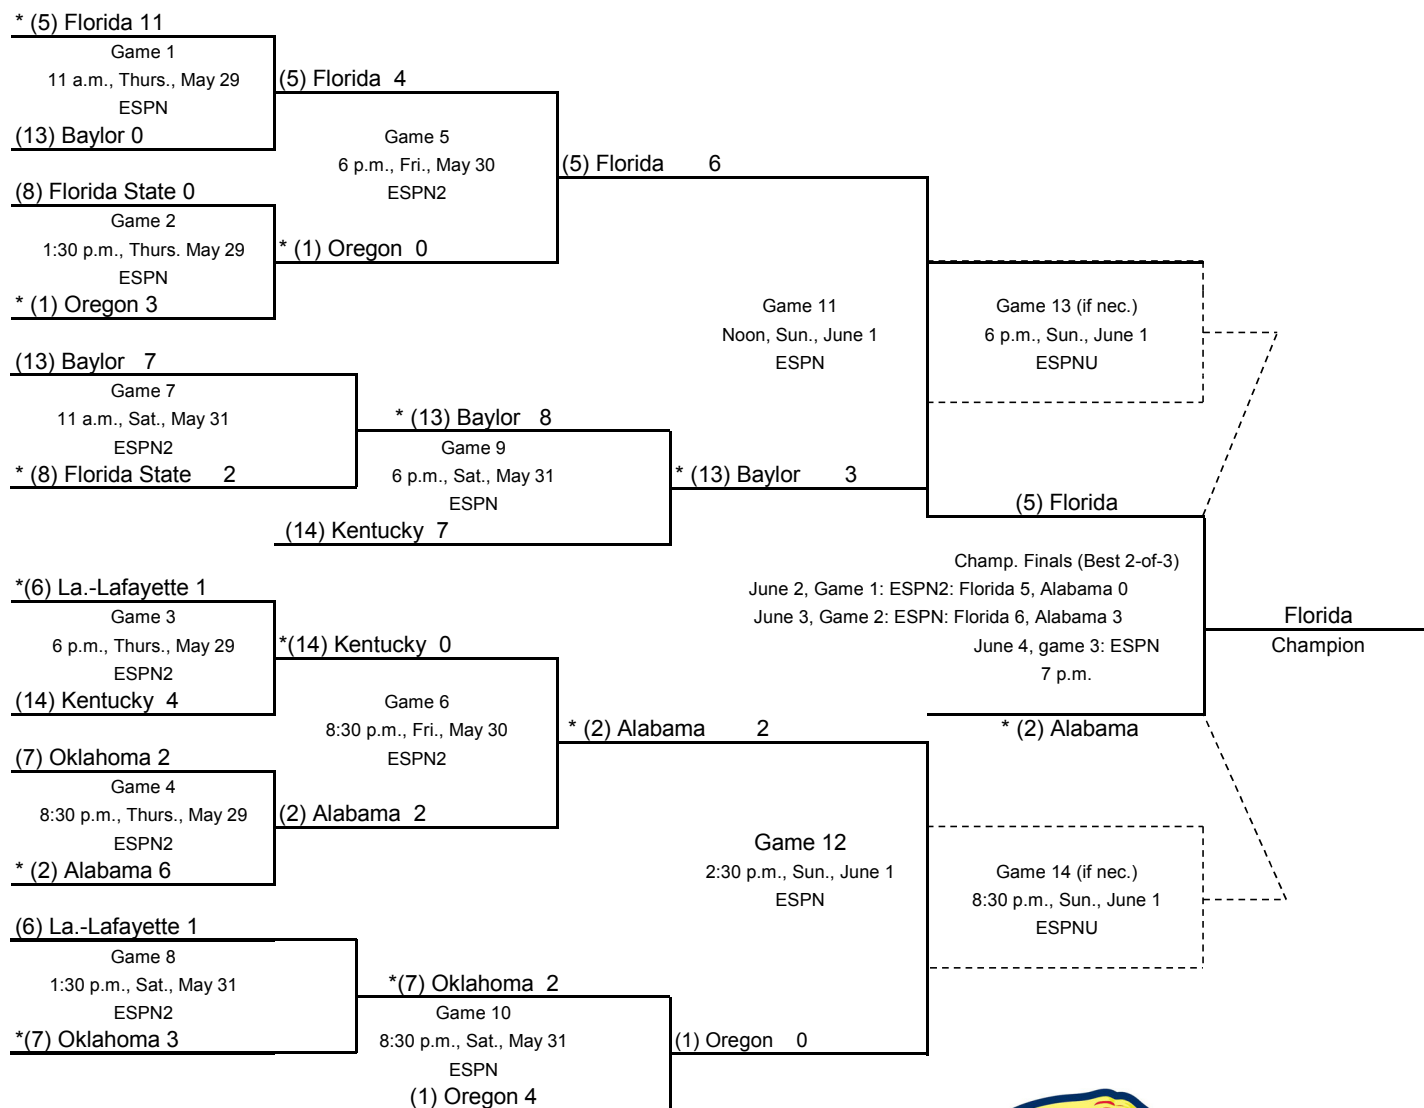 * (5) Florida 11
Game 1
11 a.m., Thurs., May 29
ESPN
(13) Baylor 0
(5) Florida 4
Game 5
6 p.m., Fri., May 30
ESPN2
* (1) Oregon 0
(8) Florida State 0
Game 2
1:30 p.m., Thurs. May 29
ESPN
* (1) Oregon 3
(5) Florida 6
Game 11
Noon, Sun., June 1
ESPN
Game 13 (if nec.)
6 p.m., Sun., June 1
ESPNU
(13) Baylor 7
Game 7
11 a.m., Sat., May 31
ESPN2
* (8) Florida State 2
* (13) Baylor 8
Game 9
6 p.m., Sat., May 31
ESPN
(14) Kentucky 7
* (13) Baylor 3
(5) Florida
Champ. Finals (Best 2-of-3)
June 2, Game 1: ESPN2: Florida 5, Alabama 0
June 3, Game 2: ESPN: Florida 6, Alabama 3
June 4, game 3: ESPN
7 p.m.
* (2) Alabama
Florida
Champion
*(6) La.-Lafayette 1
Game 3
6 p.m., Thurs., May 29
ESPN2
(14) Kentucky 4
*(14) Kentucky 0
Game 6
8:30 p.m., Fri., May 30
ESPN2
(2) Alabama 2
(7) Oklahoma 2
Game 4
8:30 p.m., Thurs., May 29
ESPN2
* (2) Alabama 6
* (2) Alabama 2
Game 12
2:30 p.m., Sun., June 1
ESPN
Game 14 (if nec.)
8:30 p.m., Sun., June 1
ESPNU
(6) La.-Lafayette 1
Game 8
1:30 p.m., Sat., May 31
ESPN2
*(7) Oklahoma 3
*(7) Oklahoma 2
Game 10
8:30 p.m., Sat., May 31
ESPN
(1) Oregon 4
(1) Oregon 0